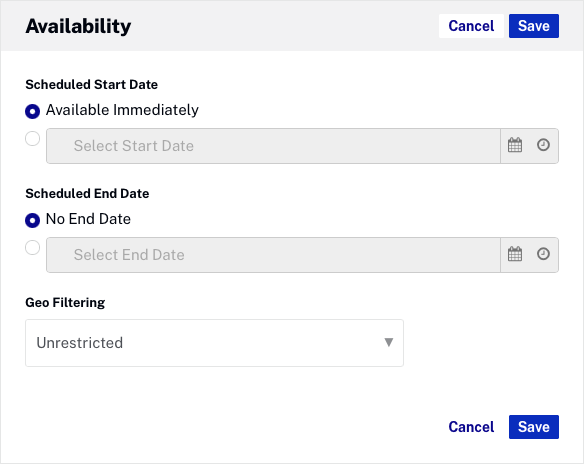 Availability
Cancel Save
Scheduled Start Date
Available Immediately
Select Start Date
Scheduled End Date
No End Date
Select End Date
Geo Filtering
Unrestricted
Cancel Save